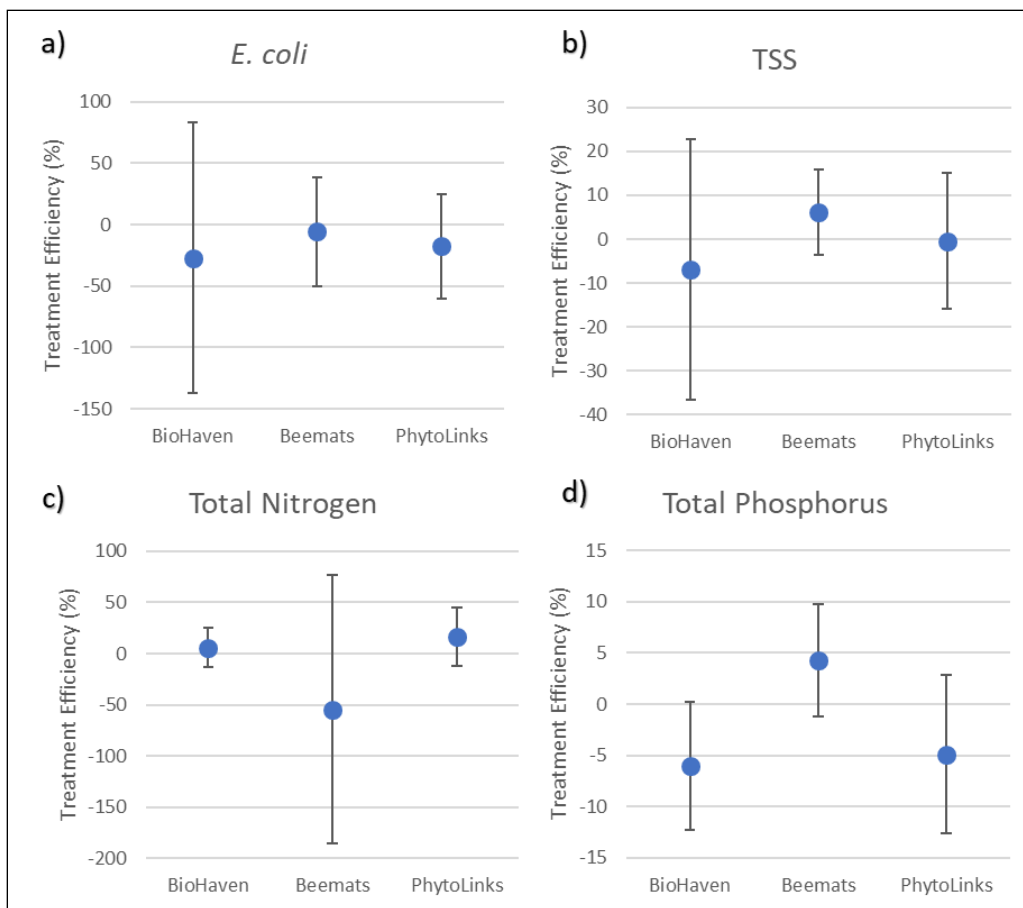 a)
E. coli
Treatment Efficiency (%)
100
50
0
-50
-100
-150
BioHaven Beemats PhytoLinks
b)
TSS
Treatment Efficiency (%)
30
20
10
0
-10
-20
-30
-40
BioHaven Beemats PhytoLinks
c)
Total Nitrogen
Treatment Efficiency (%)
100
50
0
-50
-100
-150
-200
BioHaven Beemats PhytoLinks
d)
Total Phosphorus
Treatment Efficiency (%)
15
10
5
0
-5
-10
-15
BioHaven Beemats PhytoLinks